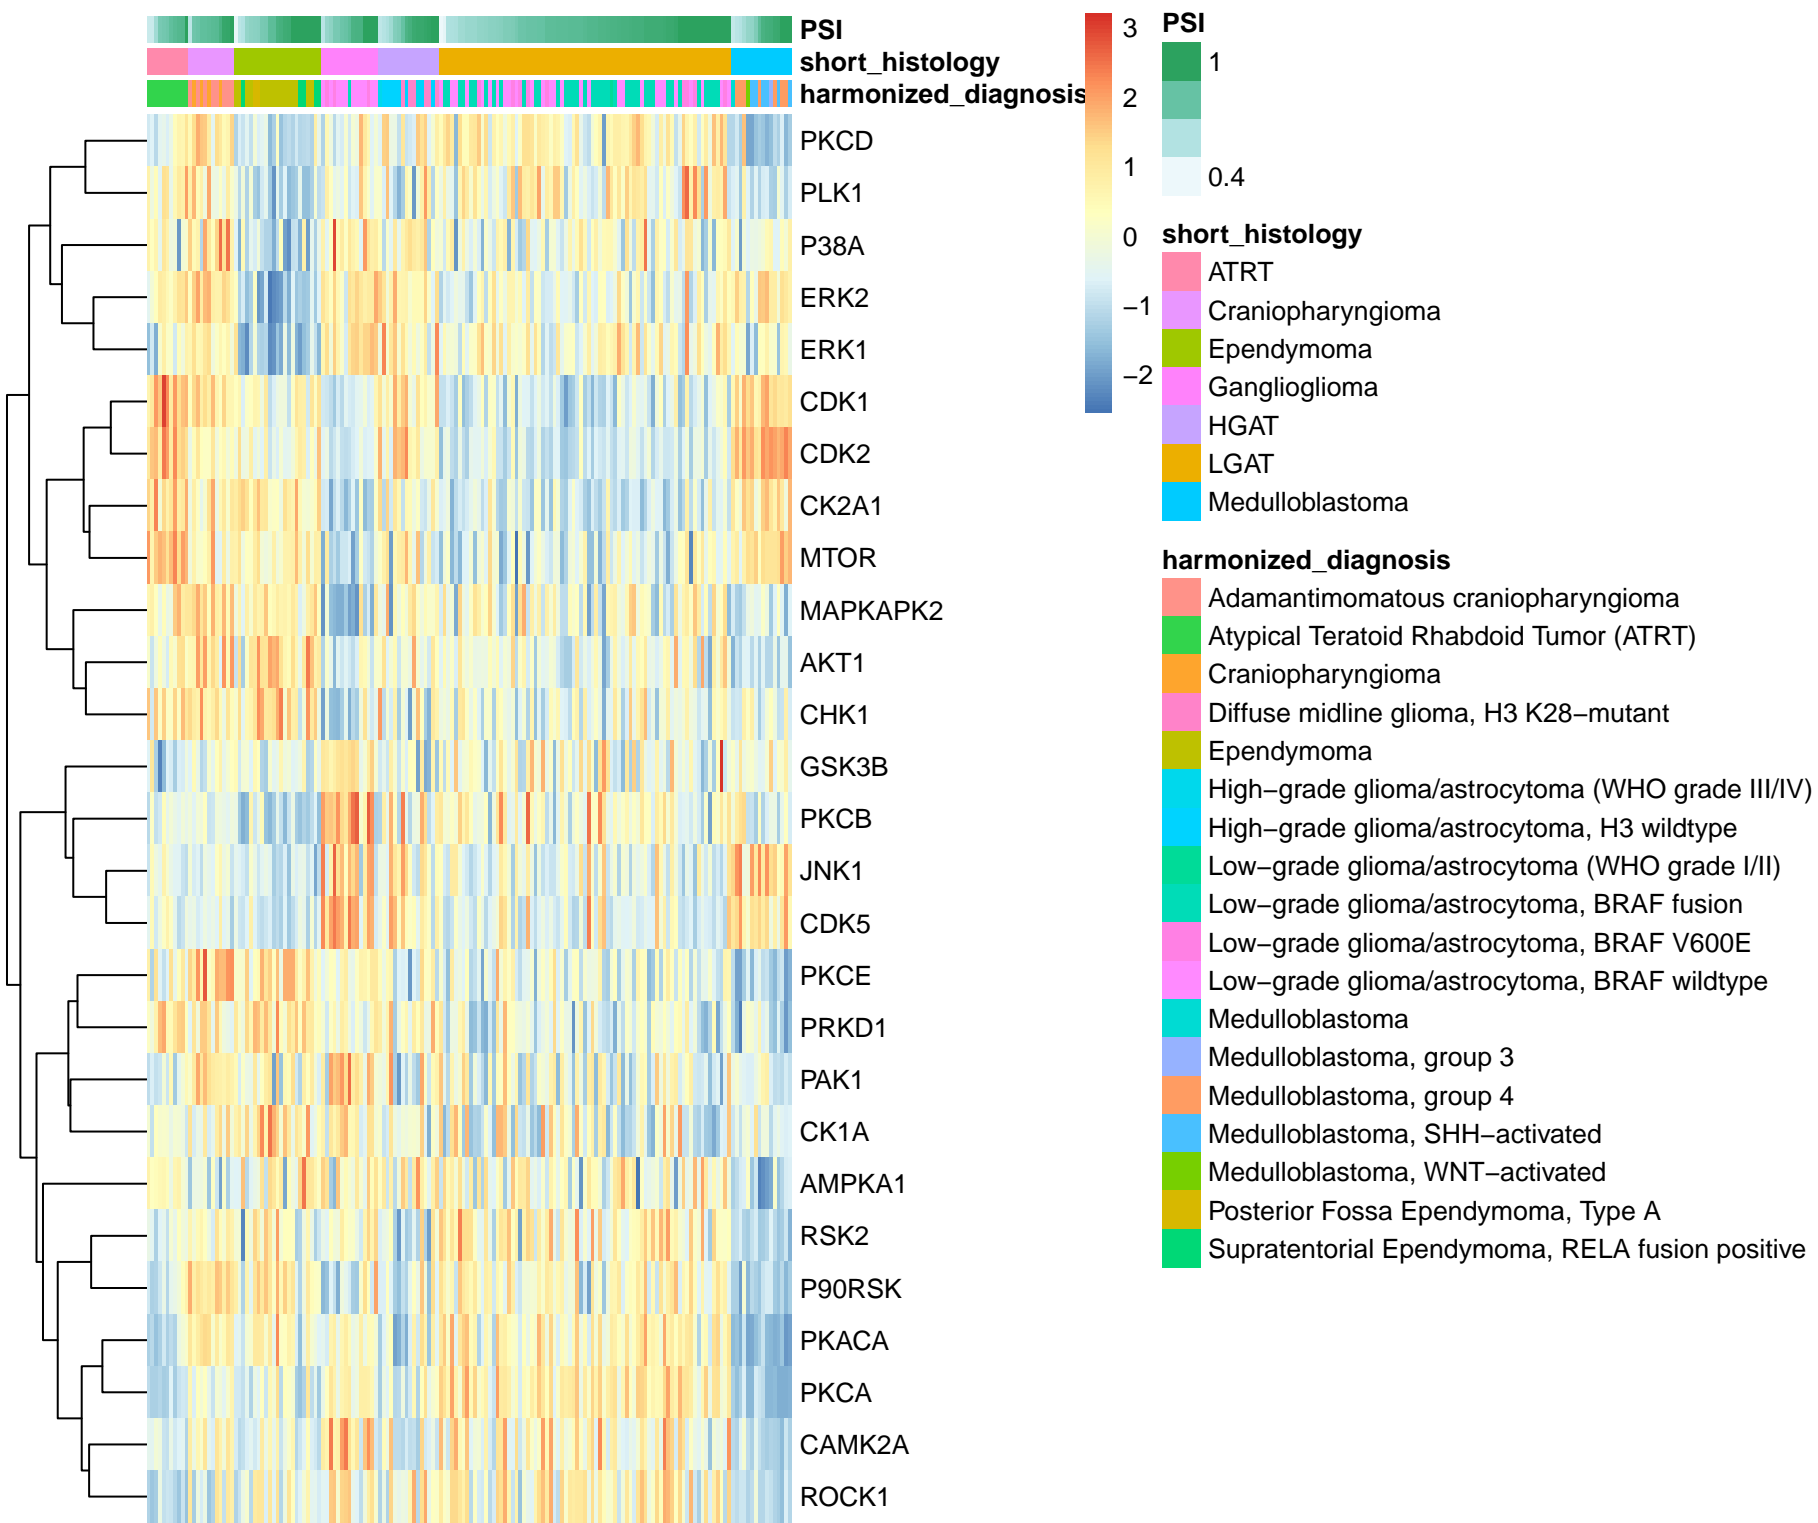 PSI
short_histology
harmonized_diagnosis
PKCD
PLK1
P38A
ERK2
ERK1
CDK1
CDK2
CK2A1
MTOR
MAPKAPK2
AKT1
CHK1
GSK3B
PKCB
JNK1
CDK5
PKCE
PRKD1
PAK1
CK1A
AMPKA1
RSK2
P90RSK
PKACA
PKCA
CAMK2A
ROCK1
3
2
1
0
−1
−2
PSI
1
0.4
short_histology
ATRT
Craniopharyngioma
Ependymoma
Ganglioglioma
HGAT
LGAT
Medulloblastoma
harmonized_diagnosis
Adamantimomatous craniopharyngioma
Atypical Teratoid Rhabdoid Tumor (ATRT)
Craniopharyngioma
Diffuse midline glioma, H3 K28−mutant
Ependymoma
High−grade glioma/astrocytoma (WHO grade III/IV)
High−grade glioma/astrocytoma, H3 wildtype
Low−grade glioma/astrocytoma (WHO grade I/II)
Low−grade glioma/astrocytoma, BRAF fusion
Low−grade glioma/astrocytoma, BRAF V600E
Low−grade glioma/astrocytoma, BRAF wildtype
Medulloblastoma
Medulloblastoma, group 3
Medulloblastoma, group 4
Medulloblastoma, SHH−activated
Medulloblastoma, WNT−activated
Posterior Fossa Ependymoma, Type A
Supratentorial Ependymoma, RELA fusion positive